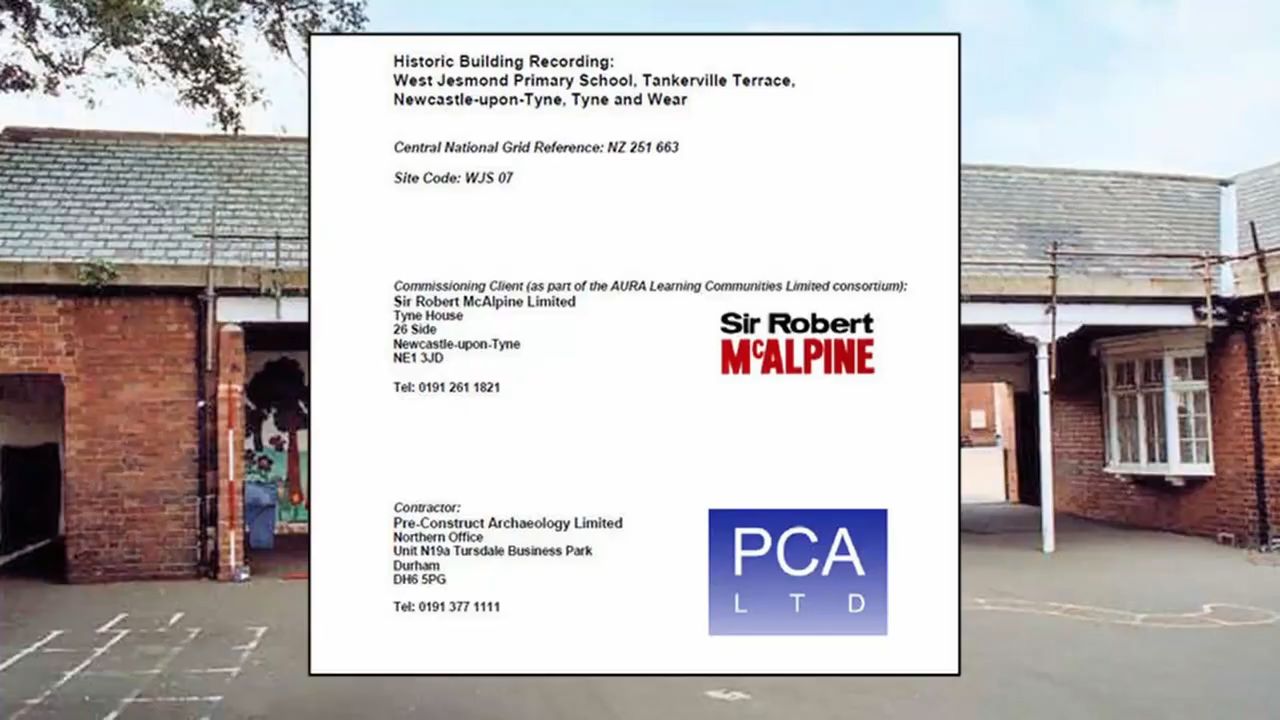 Historic Building Recording:
West Jesmond Primary School, Tankerville Terrace,
Newcastle-upon-Tyne, Tyne and Wear
Central National Grid Reference: NZ 251 663
Site Code: WJS 07
Commissioning Client (as part of the AURA Learning Communities Limited consortium):
Sir Robert McAlpine Limited
Tyne House
26 Side
Newcastle-upon-Tyne
NE1 3JD
Tel: 0191 261 1821
Sir Robert
McALPINE
Contractor:
Pre-Construct Archaeology Limited
Northern Office
Unit N19a Tursdale Business Park
Durham
DH6 5PG
Tel: 0191 377 1111
PCA
LTD